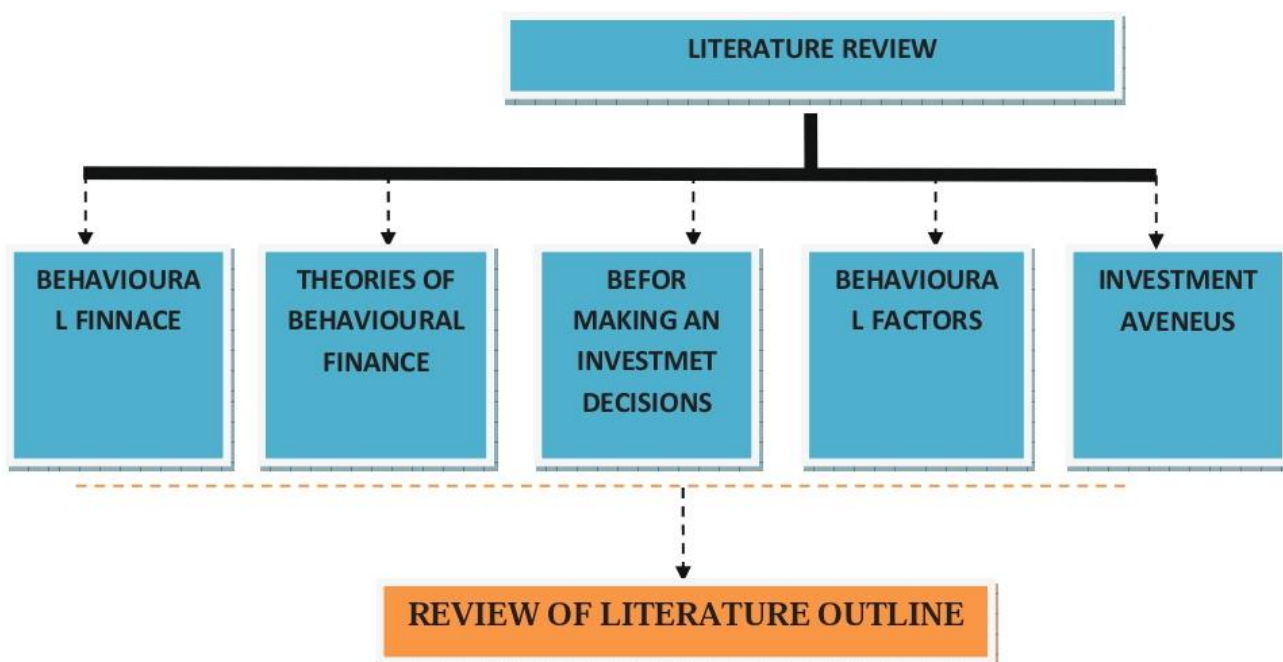 LITERATURE REVIEW
BEHAVIOURA
L FINNACE
THEORIES OF
BEHAVIOURAL
FINANCE
BEFOR
MAKING AN
INVESTMET
DECISIONS
BEHAVIOURA
L FACTORS
INVESTMENT
AVENEUS
REVIEW OF LITERATURE OUTLINE